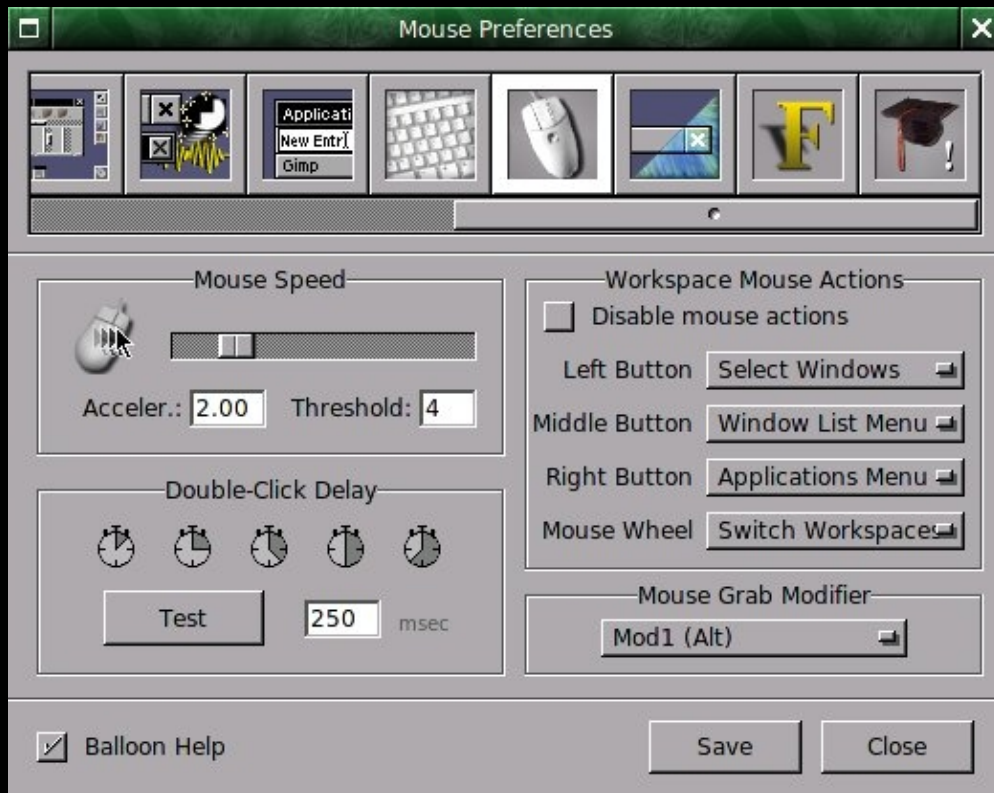 Mouse Preferences
Applicati
New Entr
Gimp
F
!
Mouse Speed
Acceler.: 2.00 Threshold: 4
Double-Click Delay
Test 250 msec
Workspace Mouse Actions
Disable mouse actions
Left Button Select Windows
Middle Button Window List Menu
Right Button Applications Menu
Mouse Wheel Switch Workspaces
Mouse Grab Modifier
Mod1 (Alt)
Balloon Help
Save Close